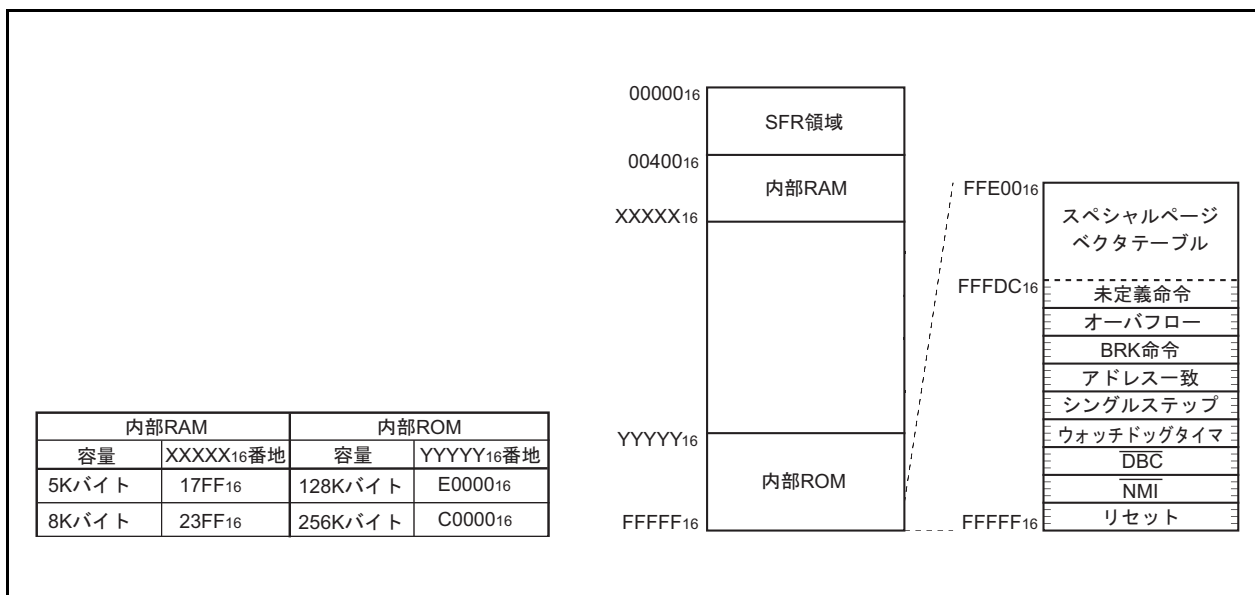 0000016
SFR領域
0040016
内部RAM
XXXXX16
YYYYY16
内部ROM
FFFFF16
FFE0016
スペシャルページ
ベクタテーブル
FFFDC16
未定義命令
オーバフロー
BRK命令
アドレス一致
シングルステップ
ウォッチドッグタイマ
DBC
NMI
リセット
FFFFF16
内部RAM 内部ROM
容量 XXXXX16番地 容量 YYYYY16番地
5Kバイト 17FF16 128Kバイト E000016
8Kバイト 23FF16 256Kバイト C000016